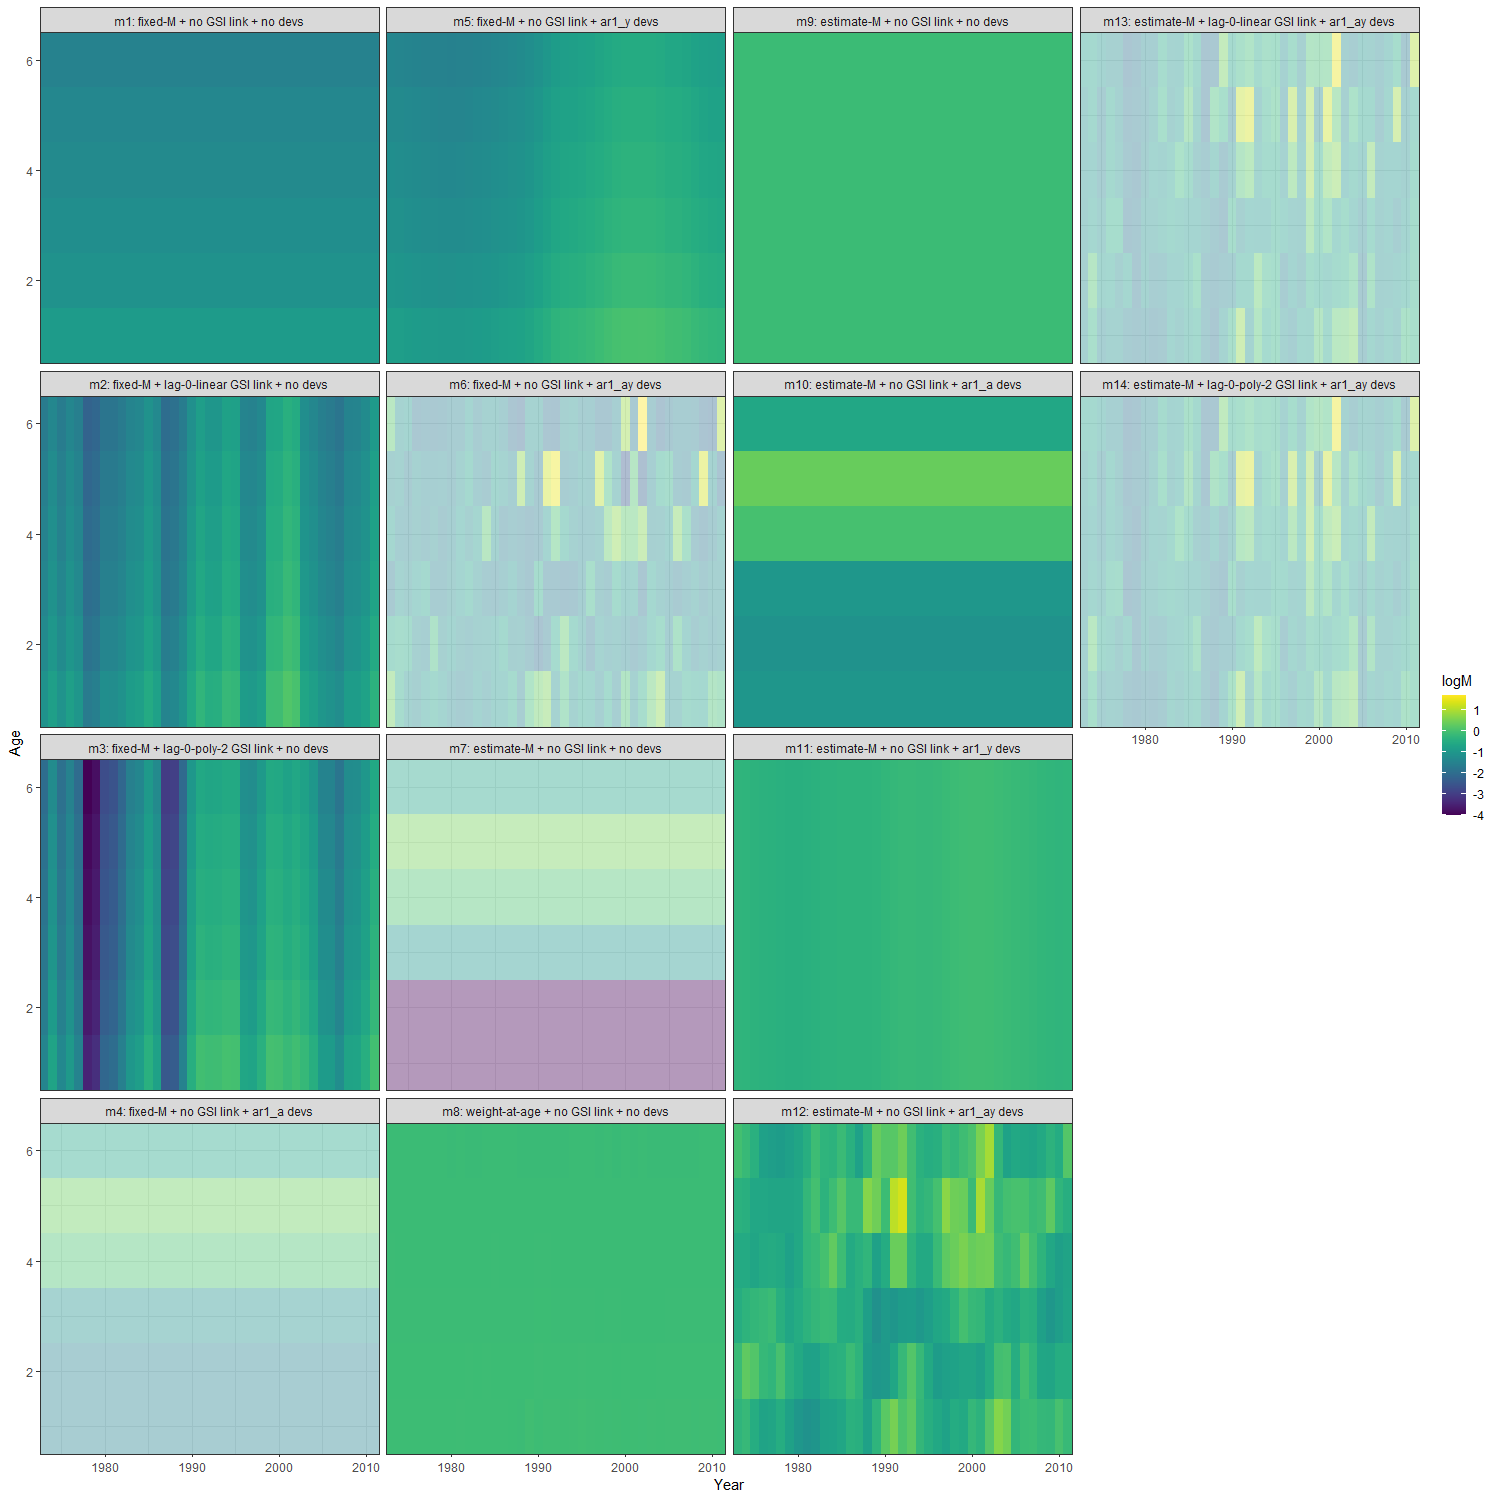 m1: fixed-M + no GSI link + no devs
m5: fixed-M + no GSI link + ar1_y devs
m9: estimate-M + no GSI link + no devs
m13: estimate-M + lag-0-linear GSI link + ar1_ay devs
6
4
2
m2: fixed-M + lag-0-linear GSI link + no devs
m6: fixed-M + no GSI link + ar1_ay devs
m10: estimate-M + no GSI link + ar1_a devs
m14: estimate-M + lag-0-poly-2 GSI link + ar1_ay devs
6
4
2
1980 1990 2000 2010
m3: fixed-M + lag-0-poly-2 GSI link + no devs
m7: estimate-M + no GSI link + no devs
m11: estimate-M + no GSI link + ar1_y devs
6
4
2
m4: fixed-M + no GSI link + ar1_a devs
m8: weight-at-age + no GSI link + no devs
m12: estimate-M + no GSI link + ar1_ay devs
6
4
2
1980 1990 2000 2010
1980 1990 2000 2010
1980 1990 2000 2010
Year
Age
logM
1
0
-1
-2
-3
-4